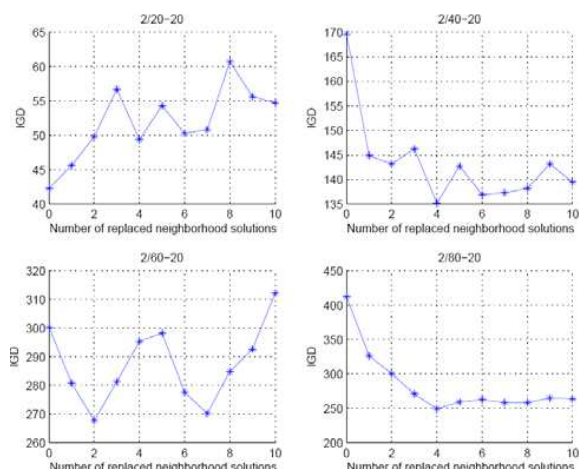 2/20-20
65
60
55
50
45
40
IGD
0 2 4 6 8 10
Number of replaced neighborhood solutions
2/40-20
170
165
160
155
150
145
140
135
IGD
0 2 4 6 8 10
Number of replaced neighborhood solutions
2/60-20
320
310
300
290
280
270
260
IGD
0 2 4 6 8 10
Number of replaced neighborhood solutions
2/80-20
450
400
350
300
250
200
IGD
0 2 4 6 8 10
Number of replaced neighborhood solutions